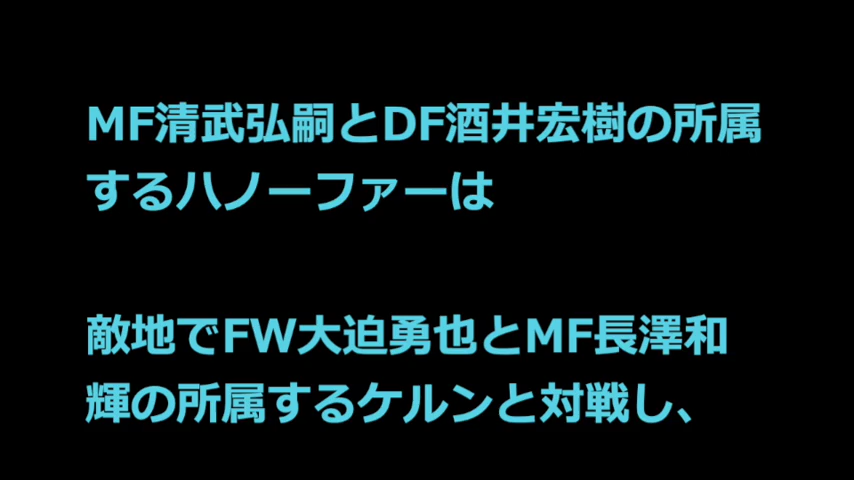 MF清武弘嗣とDF酒井宏樹の所属
するハノーファーは
敵地でFW大迫勇也とMF長澤和
輝の所属するケルンと対戦し、